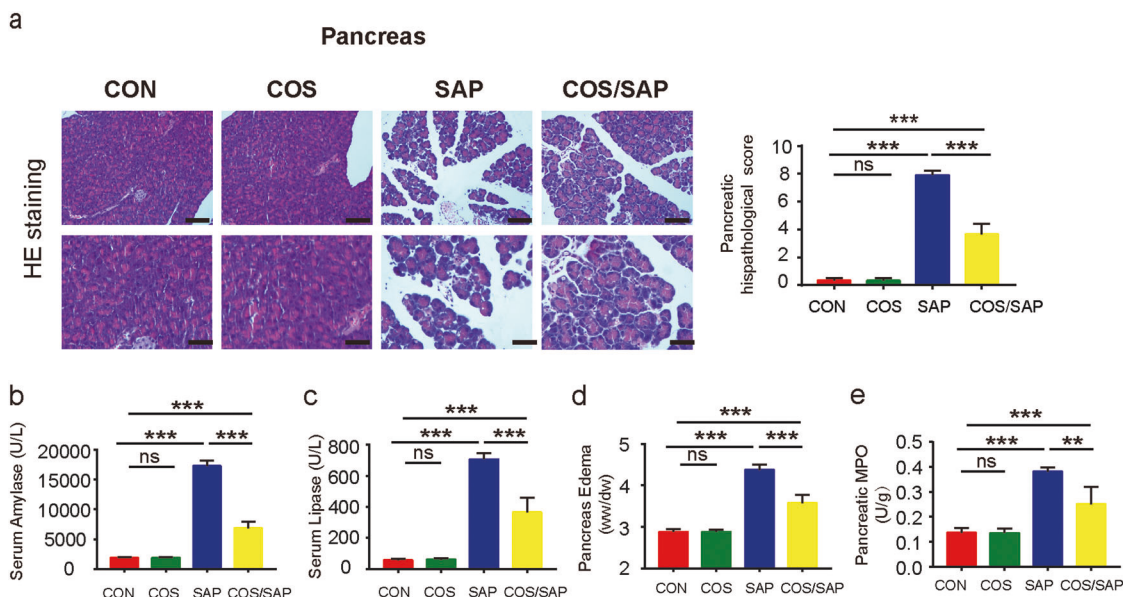 a
Pancreas
CON
COS
SAP
COS/SAP
HE staining
Pancreatic
hispathological score
10
8
6
4
2
0
***
***
***
ns
CON
COS
SAP
COS/SAP
b
Serum Amylase (U/L)
20000
15000
10000
5000
0
***
***
***
ns
CON
COS
SAP
COS/SAP
c
Serum Lipase (U/L)
800
600
400
200
0
***
***
***
ns
CON
COS
SAP
COS/SAP
d
Pancreas Edema
(ww/dw)
5
4
3
2
***
***
***
ns
CON
COS
SAP
COS/SAP
e
Pancreatic MPO
(U/g)
0.5
0.4
0.3
0.2
0.1
0.0
***
***
**
ns
CON
COS
SAP
COS/SAP